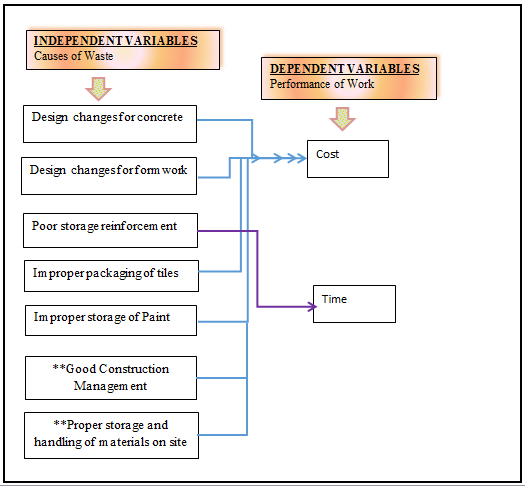 INDEPENDENT VARIABLES
Causes of Waste
DEPENDENT VARIABLES
Performance of Work
Design changes for concrete
Cost
Design changes for form work
Poor storage reinforcement
Improper packaging of tiles
Time
Improper storage of Paint
**Good Construction
Management
**Proper storage and
handling of materials on site